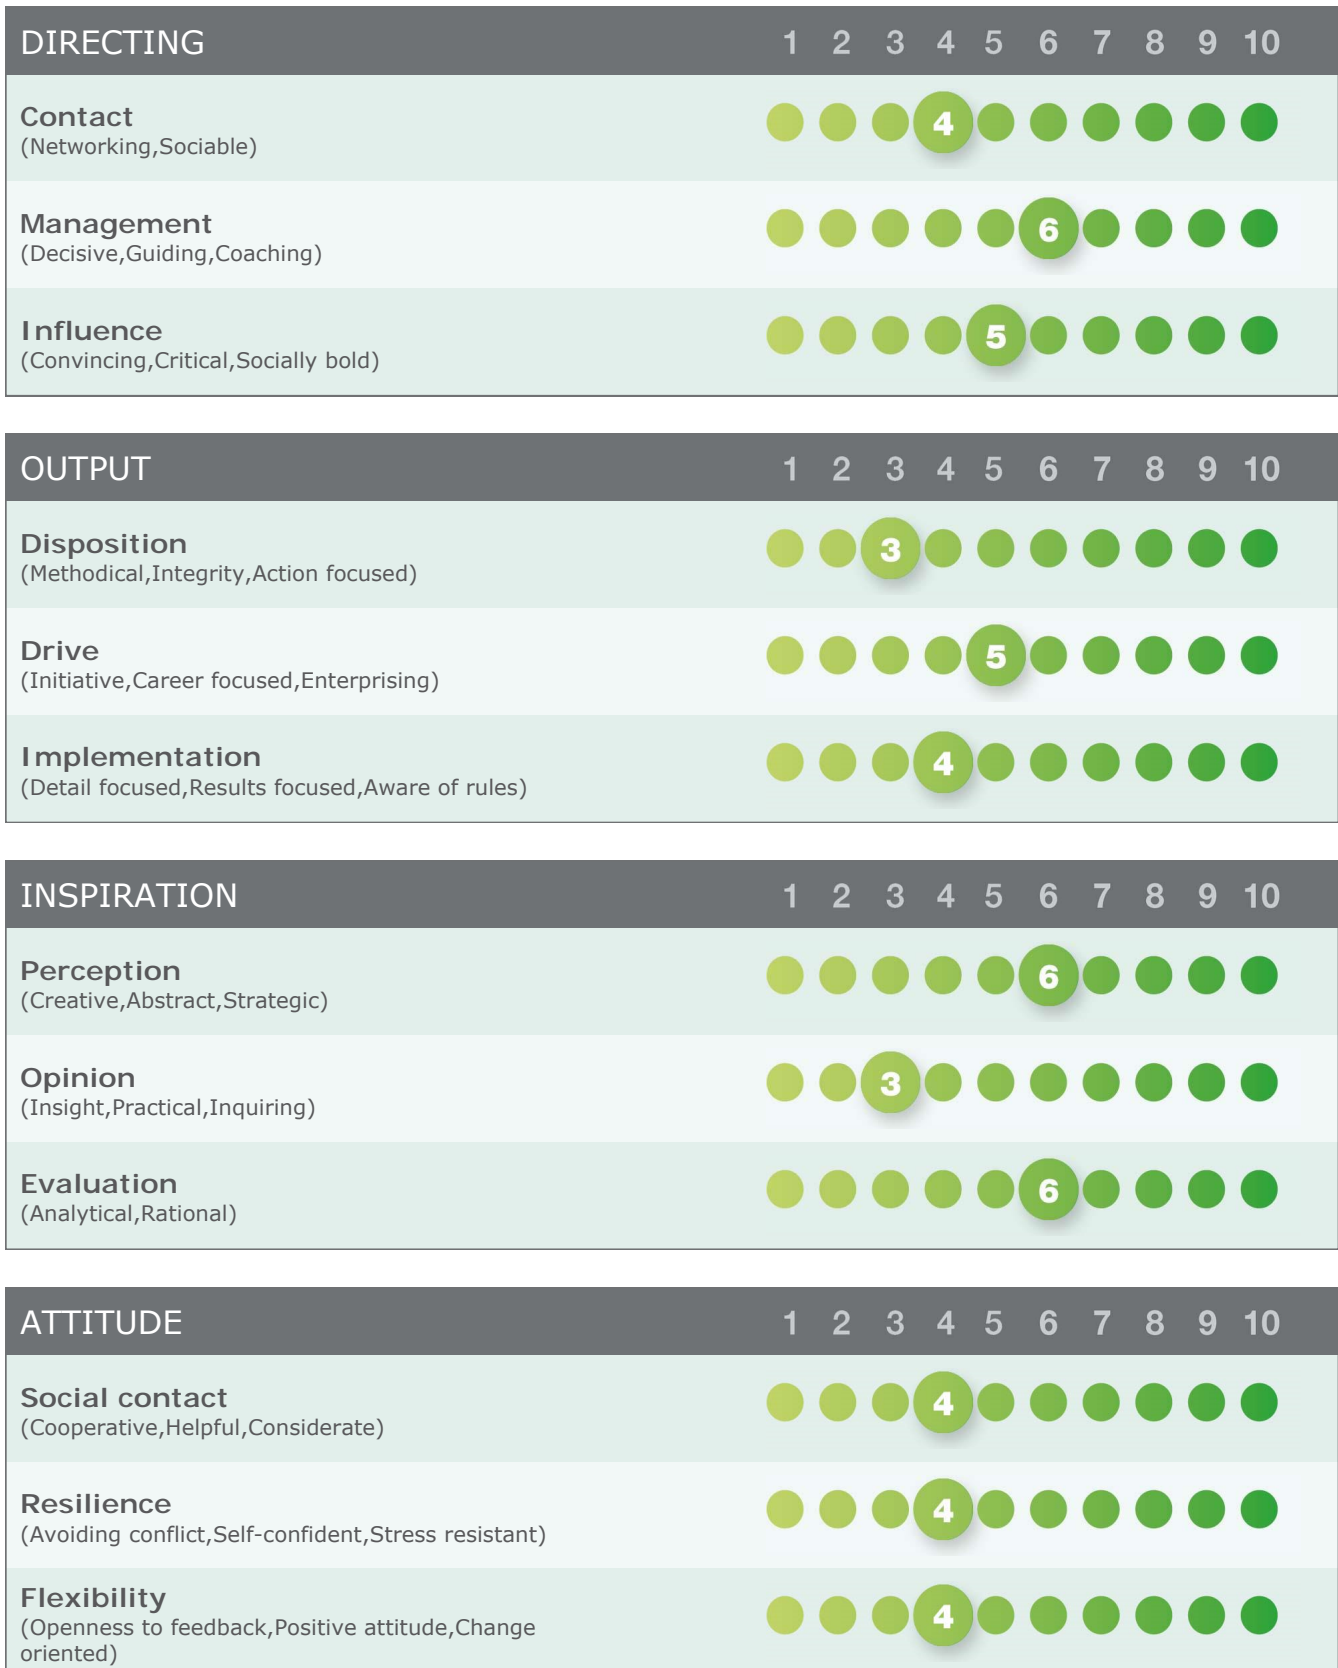 DIRECTING 1 2 3 4 5 6 7 8 9 10
Contact
(Networking,Sociable)
4
Management
(Decisive,Guiding,Coaching)
6
Influence
(Convincing,Critical,Socially bold)
5
OUTPUT 1 2 3 4 5 6 7 8 9 10
Disposition
(Methodical,Integrity,Action focused)
3
Drive
(Initiative,Career focused,Enterprising)
5
Implementation
(Detail focused,Results focused,Aware of rules)
4
INSPIRATION 1 2 3 4 5 6 7 8 9 10
Perception
(Creative,Abstract,Strategic)
6
Opinion
(Insight,Practical,Inquiring)
3
Evaluation
(Analytical,Rational)
6
ATTITUDE 1 2 3 4 5 6 7 8 9 10
Social contact
(Cooperative,Helpful,Considerate)
4
Resilience
(Avoiding conflict,Self-confident,Stress resistant)
4
Flexibility
(Openness to feedback,Positive attitude,Change
oriented)
4